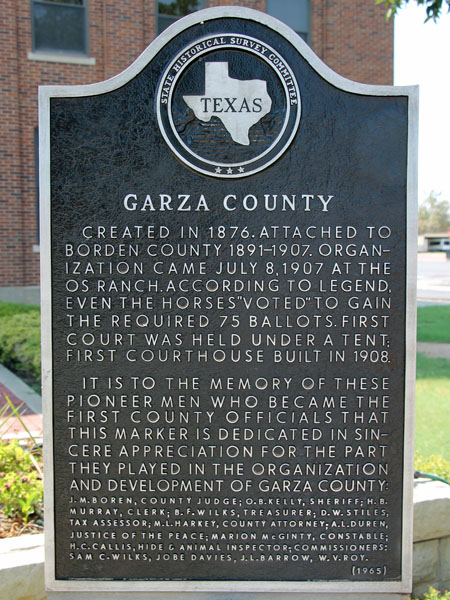 STATE HISTORICAL SURVEY COMMITTEE
TEXAS
GARZA COUNTY
CREATED IN 1876. ATTACHED TO
BORDEN COUNTY 1891-1907. ORGAN-
IZATION CAME JULY 8, 1907 AT THE
OS RANCH. ACCORDING TO LEGEND,
EVEN THE HORSES "VOTED" TO GAIN
THE REQUIRED 75 BALLOTS. FIRST
COURT WAS HELD UNDER A TENT;
FIRST COURTHOUSE BUILT IN 1908.
IT IS TO THE MEMORY OF THESE
PIONEER MEN WHO BECAME THE
FIRST COUNTY OFFICIALS THAT
THIS MARKER IS DEDICATED IN SIN-
CERE APPRECIATION FOR THE PART
THEY PLAYED IN THE ORGANIZATION
AND DEVELOPMENT OF GARZA COUNTY:
J. M. BOREN, COUNTY JUDGE; O. B. KELLY, SHERIFF; H. B.
MURRAY, CLERK; B. F. WILKS, TREASURER; D. W. STILES,
TAX ASSESSOR; M. L. HARKEY, COUNTY ATTORNEY; A. L. DUREN,
JUSTICE OF THE PEACE; MARION McGINTY, CONSTABLE;
H. C. CALLIS, HIDE & ANIMAL INSPECTOR; COMMISSIONERS:
SAM C. WILKS, JOBE DAVIES, J. L. BARROW, W. V. ROY.
(1965)